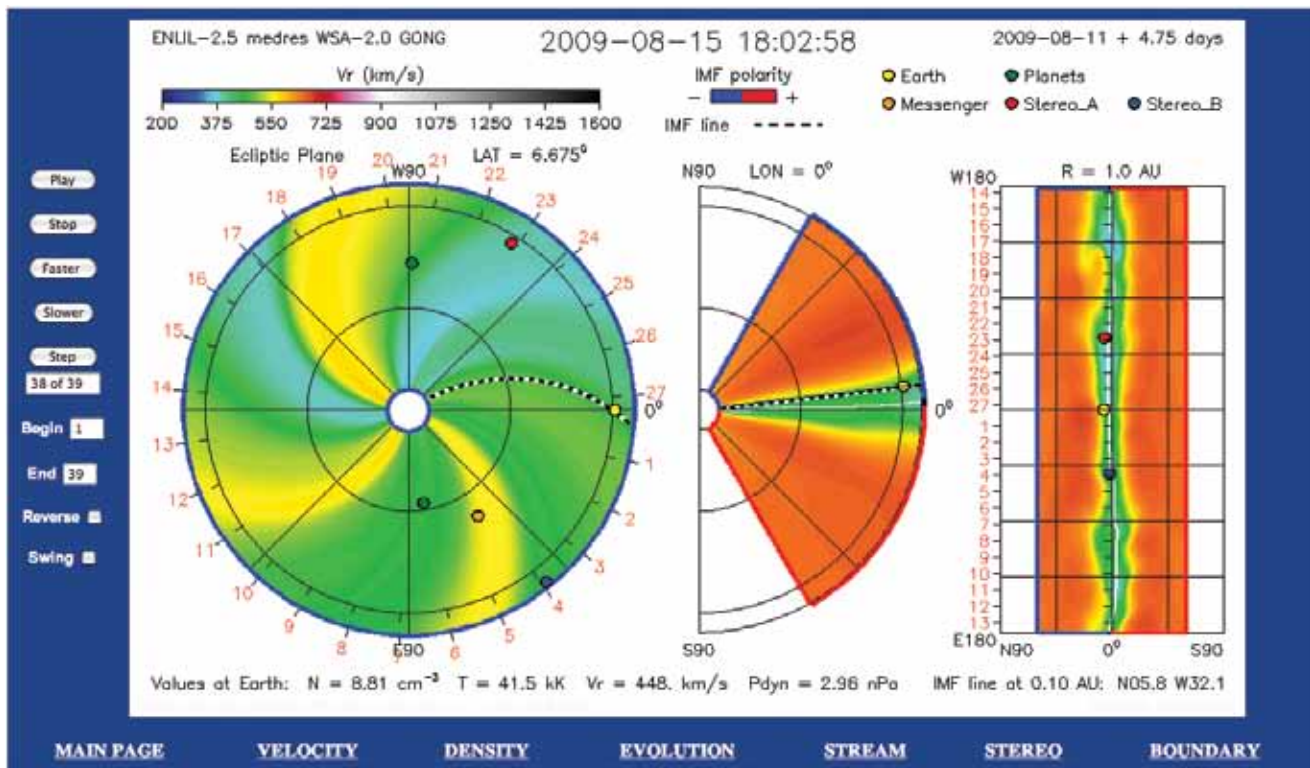 ENLIL-2.5 medres WSA-2.0 GONG 2009-08-15 18:02:58 2009-08-11 + 4.75 days
Vr (km/s) IMF polarity Earth Planets
- + Messenger Stereo_A Stereo_B
200 375 550 725 900 1075 1250 1425 1600 IMF line
Ecliptic Plane W90 LAT = 6.675° N90 LON = 0° W180 R = 1.0 AU
Play
Stop
Faster
Slower
Step
38 of 39
Begin 1
End 39
Reverse
Swing
20 21 22 23 24 25 26 27 0° 1 2 3 4 5 6 7 8 9 10 11 12 13 14 15 16 17 18 19
E90
0°
S90
14
15
16
17
18
19
20
21
22
23
24
25
26
27
1
2
3
4
5
6
7
8
9
10
11
12
13
E180 N90 0° S90
Values at Earth: N = 8.81 cm⁻³ T = 41.5 kK Vr = 448. km/s Pdyn = 2.96 nPa IMF line at 0.10 AU: N05.8 W32.1
MAIN PAGE VELOCITY DENSITY EVOLUTION STREAM STEREO BOUNDARY